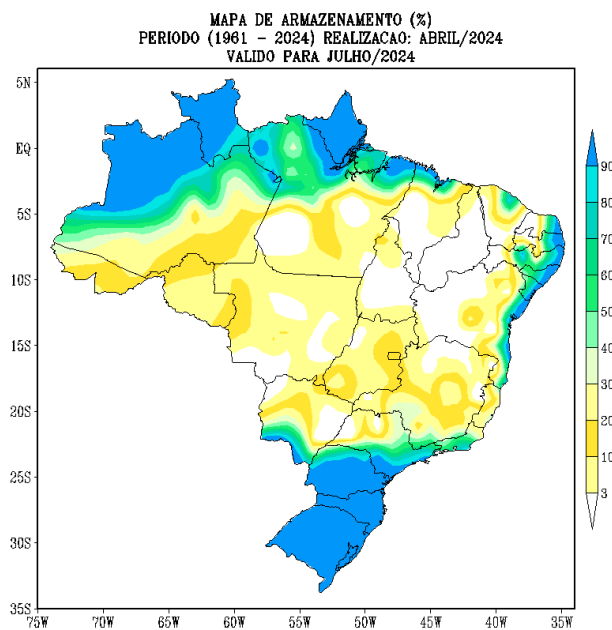 MAPA DE ARMAZENAMENTO (%)
PERIODO (1961 - 2024) REALIZACAO: ABRIL/2024
VALIDO PARA JULHO/2024
5N
EQ
5S
10S
15S
20S
25S
30S
35S
75W 70W 65W 60W 55W 50W 45W 40W 35W
90
80
70
60
50
40
30
20
10
3